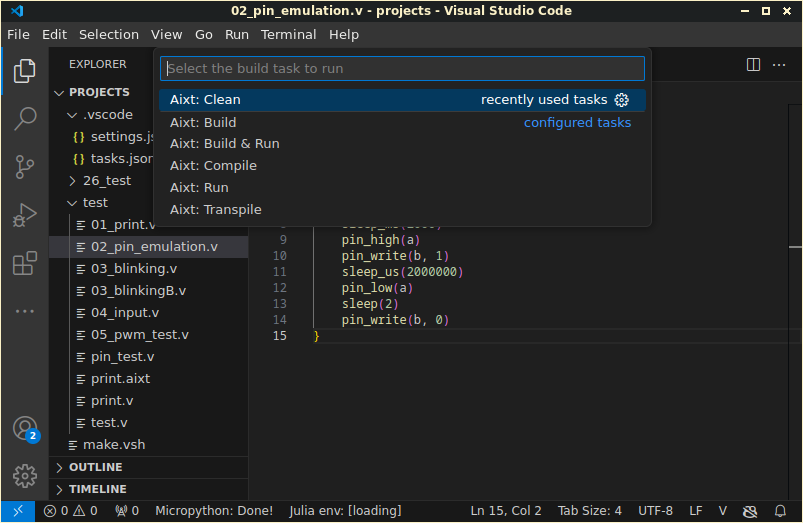 02_pin_emulation.v - projects - Visual Studio Code
File Edit Selection View Go Run Terminal Help
EXPLORER
PROJECTS
.vscode
{} settings.js
{} tasks.json
26_test
test
01_print.v
02_pin_emulation.v
03_blinking.v
03_blinkingB.v
04_input.v
05_pwm_test.v
pin_test.v
print.aixt
print.v
test.v
make.vsh
OUTLINE
TIMELINE
2
Select the build task to run
Aixt: Clean recently used tasks
Aixt: Build configured tasks
Aixt: Build & Run
Aixt: Compile
Aixt: Run
Aixt: Transpile
9 pin_high(a)
10 pin_write(b, 1)
11 sleep_us(2000000)
12 pin_low(a)
13 sleep(2)
14 pin_write(b, 0)
15 }
0 0 0 Micropython: Done! Julia env: [loading] Ln 15, Col 2 Tab Size: 4 UTF-8 LF V